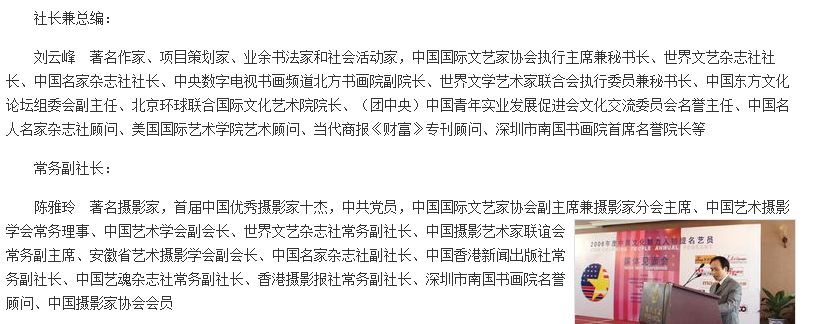 社长兼总编：
刘云峰　著名作家、项目策划家、业余书法家和社会活动家，中国国际文艺家协会执行主席兼秘书长、世界文艺杂志社社
长、中国名家杂志社社长、中央数字电视书画频道北方书画院副院长、世界文学艺术家联合会执行委员兼秘书长、中国东方文化
论坛组委会副主任、北京环球联合国际文化艺术院院长、（团中央）中国青年实业发展促进会文化交流委员会名誉主任、中国名
人名家杂志社顾问、美国国际艺术学院艺术顾问、当代商报《财富》专刊顾问、深圳市南国书画院首席名誉院长等
常务副社长：
陈雅玲　著名摄影家，首届中国优秀摄影家十杰，中共党员，中国国际文艺家协会副主席兼摄影家分会主席、中国艺术摄影
学会常务理事、中国艺术学会副会长、世界文艺杂志社常务副社长、中国摄影艺术家联谊会
常务副主席、安徽省艺术摄影学会副会长、中国名家杂志社副社长、中国香港新闻出版社常
务副社长、中国艺魂杂志社常务副社长、香港摄影报社常务副社长、深圳市南国书画院名誉
顾问、中国摄影家协会会员
媒体见面会